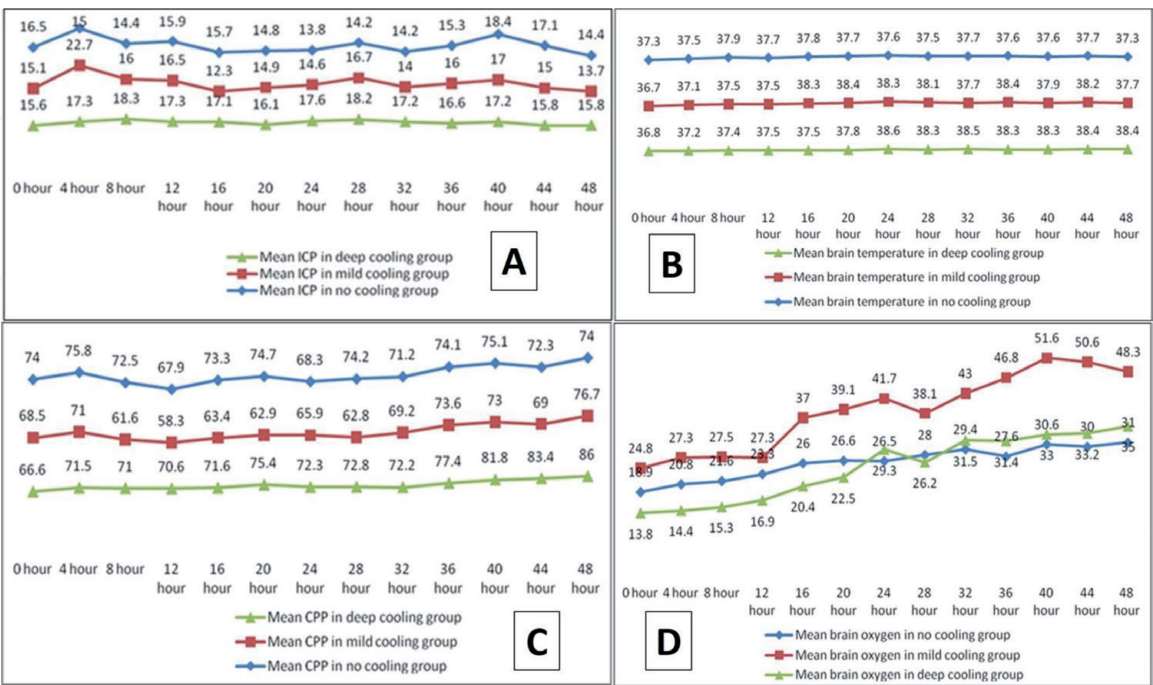 16.5 15 14.4 15.9 15.7 14.8 13.8 14.2 14.2 15.3 18.4 17.1 14.4
15.1 22.7 16 16.5 12.3 14.9 14.6 16.7 14 16 17 15 13.7
15.6 17.3 18.3 17.3 17.1 16.1 17.6 18.2 17.2 16.6 17.2 15.8 15.8
0 hour 4 hour 8 hour 12 16 20 24 28 32 36 40 44 48
hour hour hour hour hour hour hour hour hour hour
Mean ICP in deep cooling group
Mean ICP in mild cooling group
Mean ICP in no cooling group
A
37.3 37.5 37.9 37.7 37.8 37.7 37.6 37.5 37.7 37.6 37.6 37.7 37.3
36.7 37.1 37.5 37.5 38.3 38.4 38.3 38.1 37.7 38.4 37.9 38.2 37.7
36.8 37.2 37.4 37.5 37.5 37.8 38.6 38.3 38.5 38.3 38.3 38.4 38.4
0 hour 4 hour 8 hour 12 16 20 24 28 32 36 40 44 48
hour hour hour hour hour hour hour hour hour hour
B
Mean brain temperature in deep cooling group
Mean brain temperature in mild cooling group
Mean brain temperature in no cooling group
74 75.8 72.5 67.9 73.3 74.7 68.3 74.2 71.2 74.1 75.1 72.3 74
68.5 71 61.6 58.3 63.4 62.9 65.9 62.8 69.2 73.6 73 69 76.7
66.6 71.5 71 70.6 71.6 75.4 72.3 72.8 72.2 77.4 81.8 83.4 86
0 hour 4 hour 8 hour 12 16 20 24 28 32 36 40 44 48
hour hour hour hour hour hour hour hour hour hour
Mean CPP in deep cooling group
Mean CPP in mild cooling group
Mean CPP in no cooling group
C
24.8 27.3 27.5 27.3 37 39.1 41.7 38.1 43 46.8 51.6 50.6 48.3
18.9 20.8 21.6 23.3 26 26.6 26.5 28 29.4 27.6 30.6 30 31
13.8 14.4 15.3 16.9 20.4 22.5 29.3 26.2 31.5 31.4 33 33.2 35
0 hour 4 hour 8 hour 12 16 20 24 28 32 36 40 44 48
hour hour hour hour hour hour hour hour hour hour
D
Mean brain oxygen in no cooling group
Mean brain oxygen in mild cooling group
Mean brain oxygen in deep cooling group